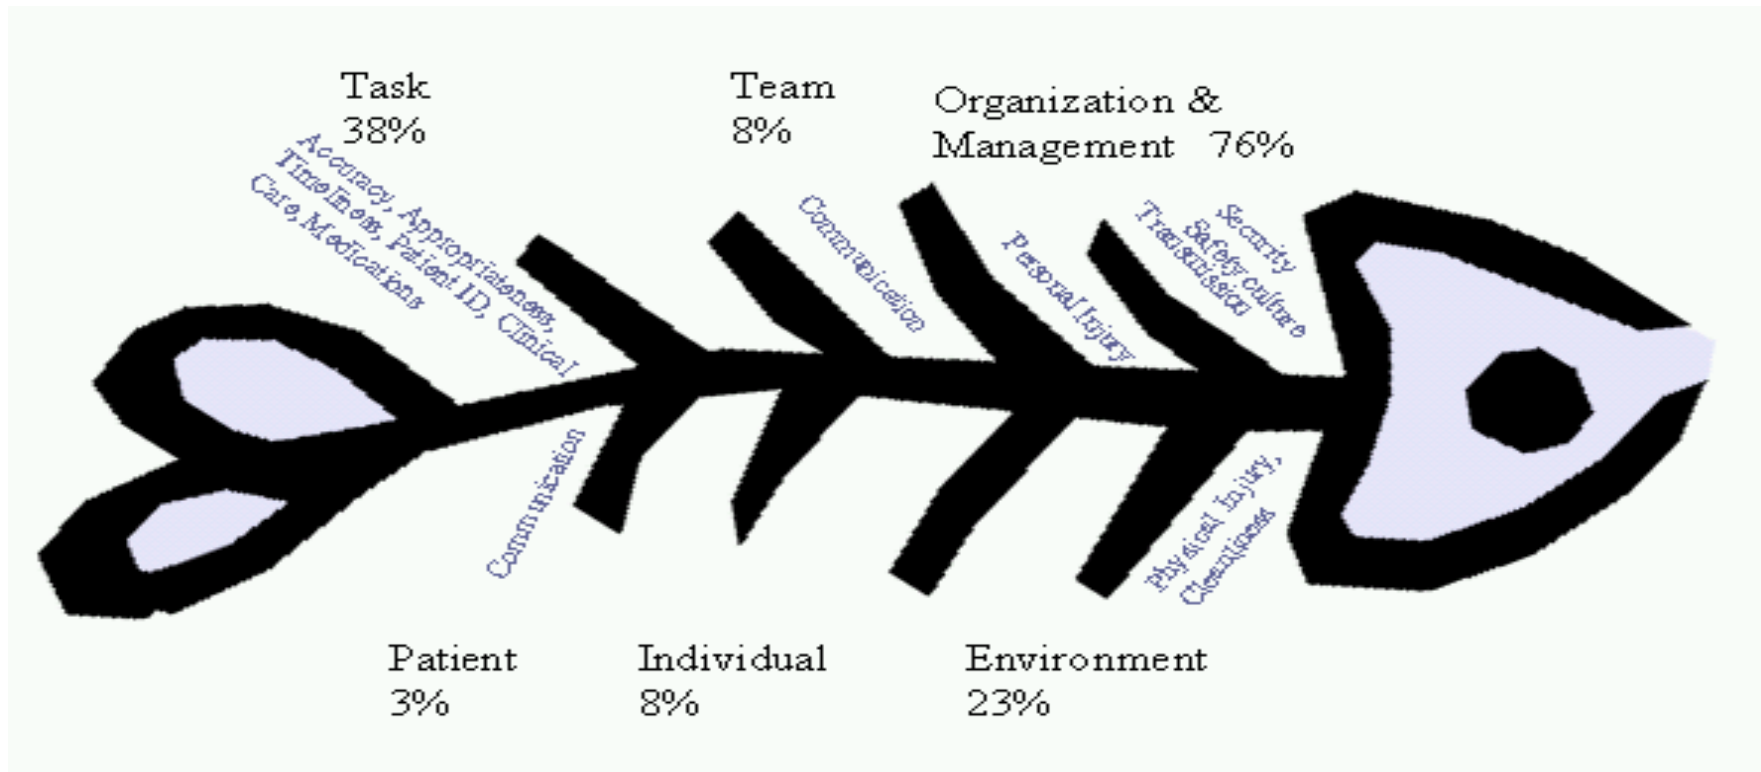 Task
38%
Team
8%
Organization &
Management 76%
Accuracy, Appropriateness,
Timeliness, Patient ID, Clinical
Care, Medications
Communication
Personal Injury
Security
Safety culture
Transmission
Communication
Physical Injury,
Cleanliness
Patient
3%
Individual
8%
Environment
23%